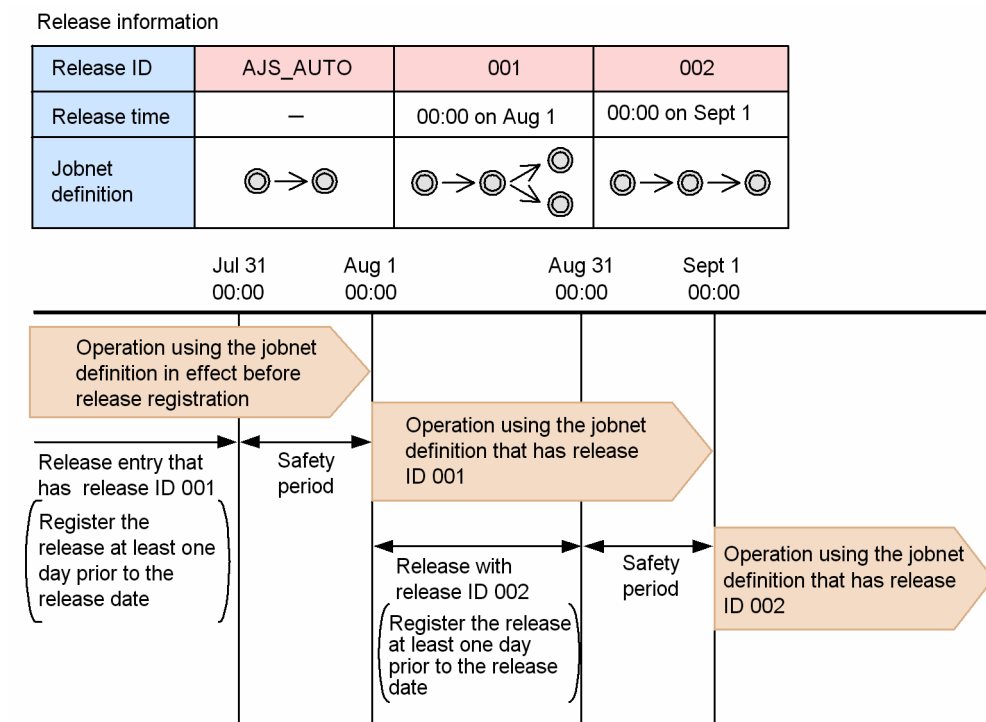 Release information
Release ID
AJS_AUTO
001
002
Release time
–
00:00 on Aug 1
00:00 on Sept 1
Jobnet
definition
Jul 31
00:00
Aug 1
00:00
Aug 31
00:00
Sept 1
00:00
Operation using the jobnet
definition in effect before
release registration
Operation using the jobnet
definition that has release
ID 001
Release entry that
has release ID 001
Register the
release at least one
day prior to the
release date
Safety
period
Release with
release ID 002
Register the release
at least one day
prior to the release
date
Safety
period
Operation using the jobnet
definition that has release
ID 002